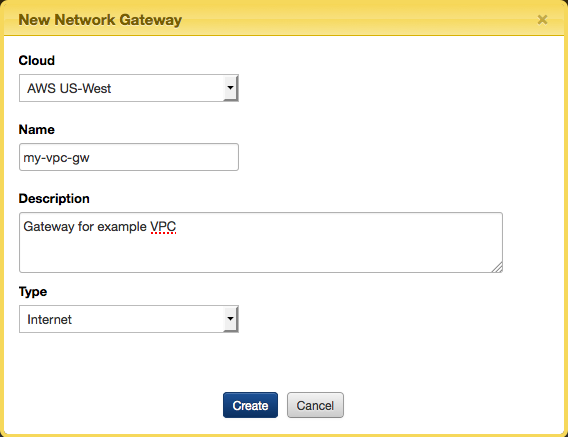 New Network Gateway
Cloud
AWS US-West
Name
my-vpc-gw
Description
Gateway for example VPC
Type
Internet
Create Cancel